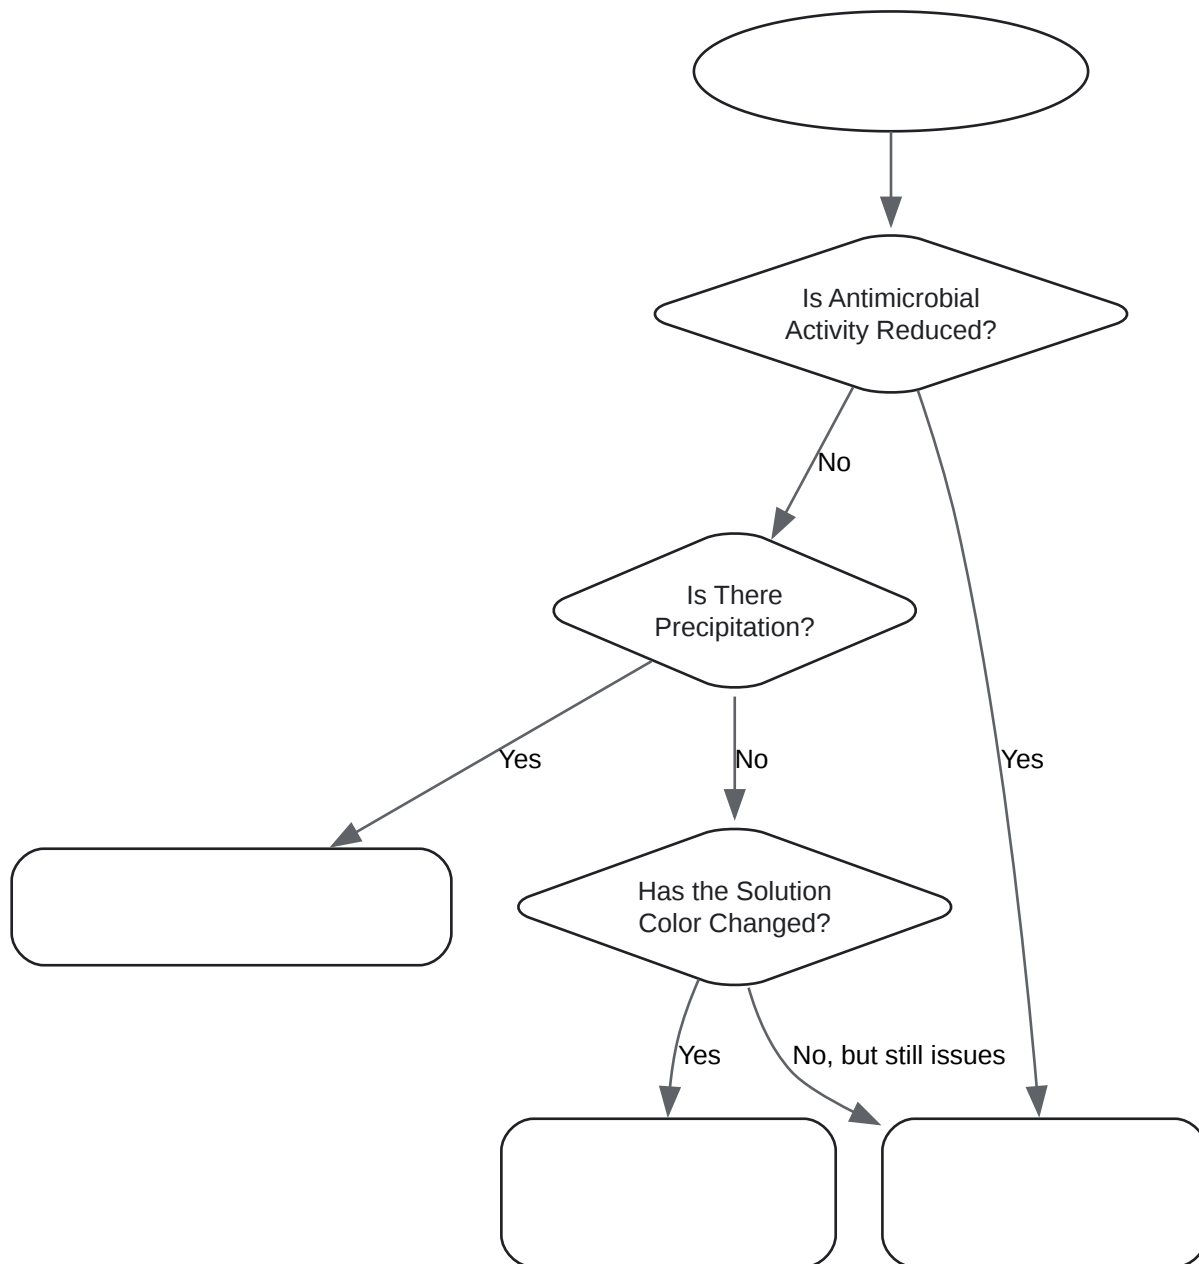 Is Antimicrobial
Activity Reduced?
No
Is There
Precipitation?
Yes
No
Yes
Has the Solution
Color Changed?
Yes
No, but still issues